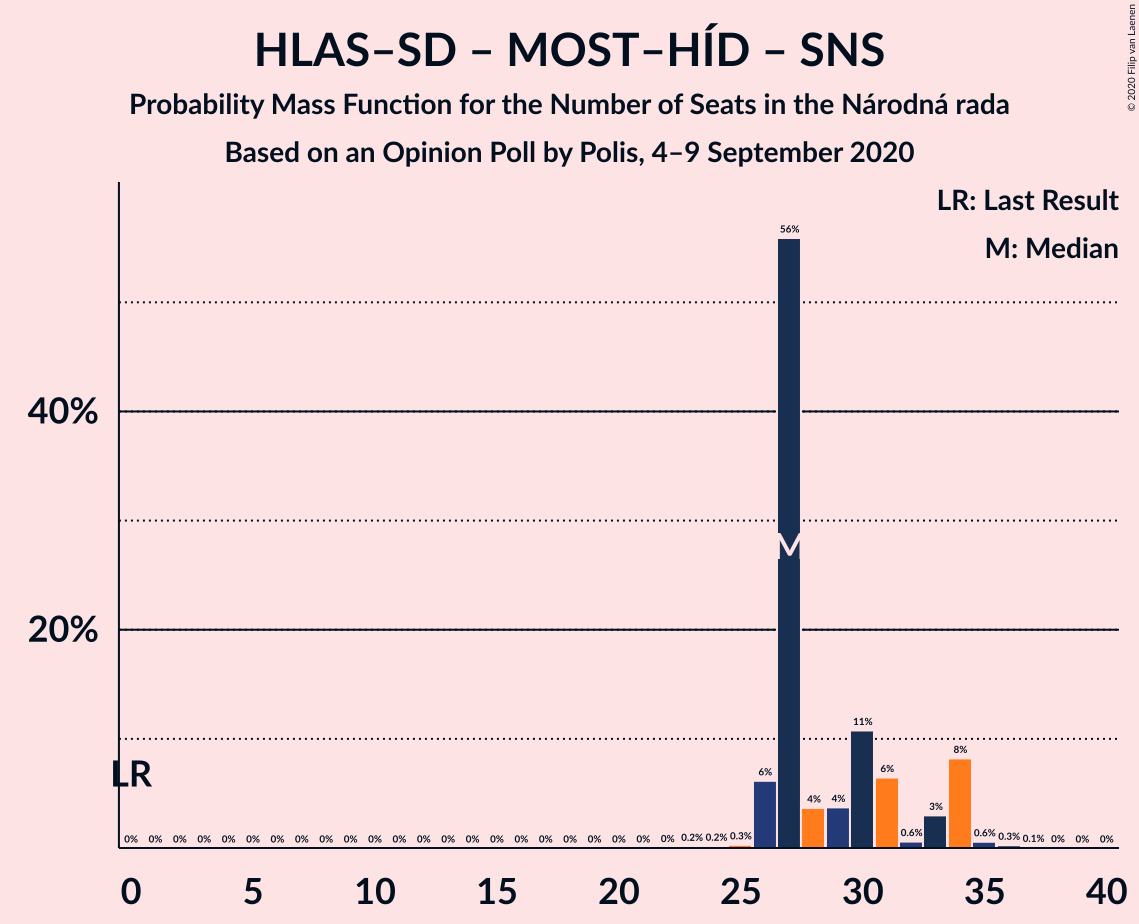 HLAS–SD – MOST–HÍD – SNS
Probability Mass Function for the Number of Seats in the Národná rada
Based on an Opinion Poll by Polis, 4–9 September 2020
© 2020 Filip van Laenen
LR: Last Result
M: Median
40%
20%
LR
M
0% 0% 0% 0% 0% 0% 0% 0% 0% 0% 0% 0% 0% 0% 0% 0% 0% 0% 0% 0% 0% 0% 0% 0.2% 0.2% 0.3% 6% 56% 4% 4% 11% 6% 0.6% 3% 8% 0.6% 0.3% 0.1% 0% 0% 0%
0 5 10 15 20 25 30 35 40